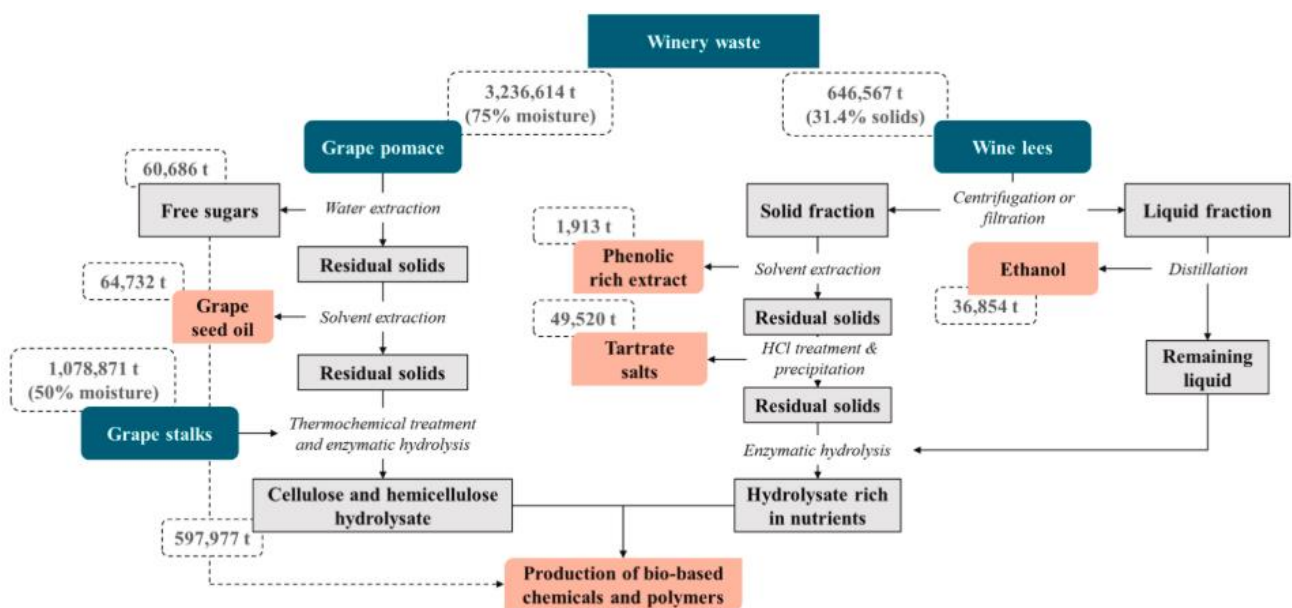 Winery waste
3,236,614 t
(75% moisture)
646,567 t
(31.4% solids)
Grape pomace
Wine lees
60,686 t
Free sugars
Water extraction
Solid fraction
Centrifugation or
filtration
Liquid fraction
1,913 t
Residual solids
Phenolic
rich extract
Solvent extraction
Ethanol
Distillation
64,732 t
Grape
seed oil
Solvent extraction
36,854 t
49,520 t
Residual solids
Tartrate
salts
HCl treatment &
precipitation
Remaining
liquid
1,078,871 t
(50% moisture)
Residual solids
Residual solids
Grape stalks
Thermochemical treatment
and enzymatic hydrolysis
Enzymatic hydrolysis
Cellulose and hemicellulose
hydrolysate
Hydrolysate rich
in nutrients
597,977 t
Production of bio-based
chemicals and polymers